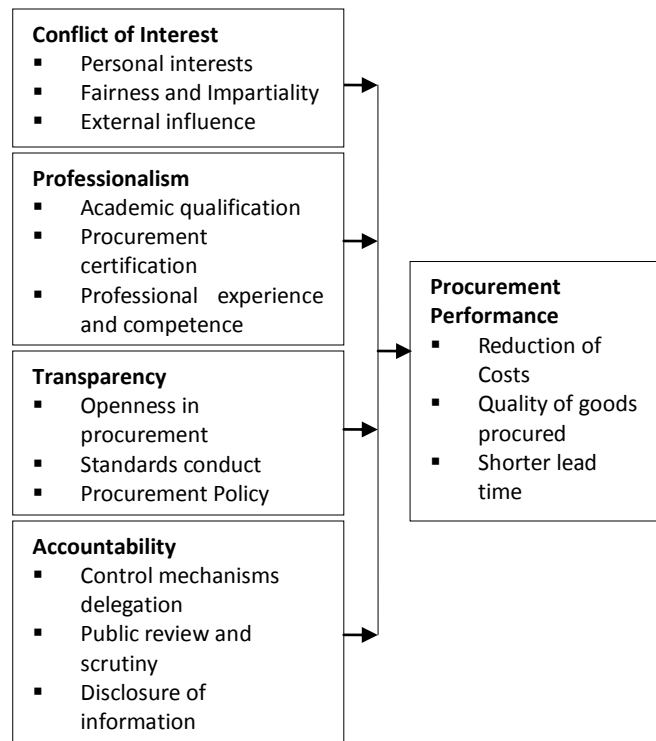 Conflict of Interest
▪ Personal interests
▪ Fairness and Impartiality
▪ External influence
Professionalism
▪ Academic qualification
▪ Procurement
certification
▪ Professional experience
and competence
Transparency
▪ Openness in
procurement
▪ Standards conduct
▪ Procurement Policy
Accountability
▪ Control mechanisms
delegation
▪ Public review and
scrutiny
▪ Disclosure of
information
Procurement
Performance
▪ Reduction of
Costs
▪ Quality of goods
procured
▪ Shorter lead
time